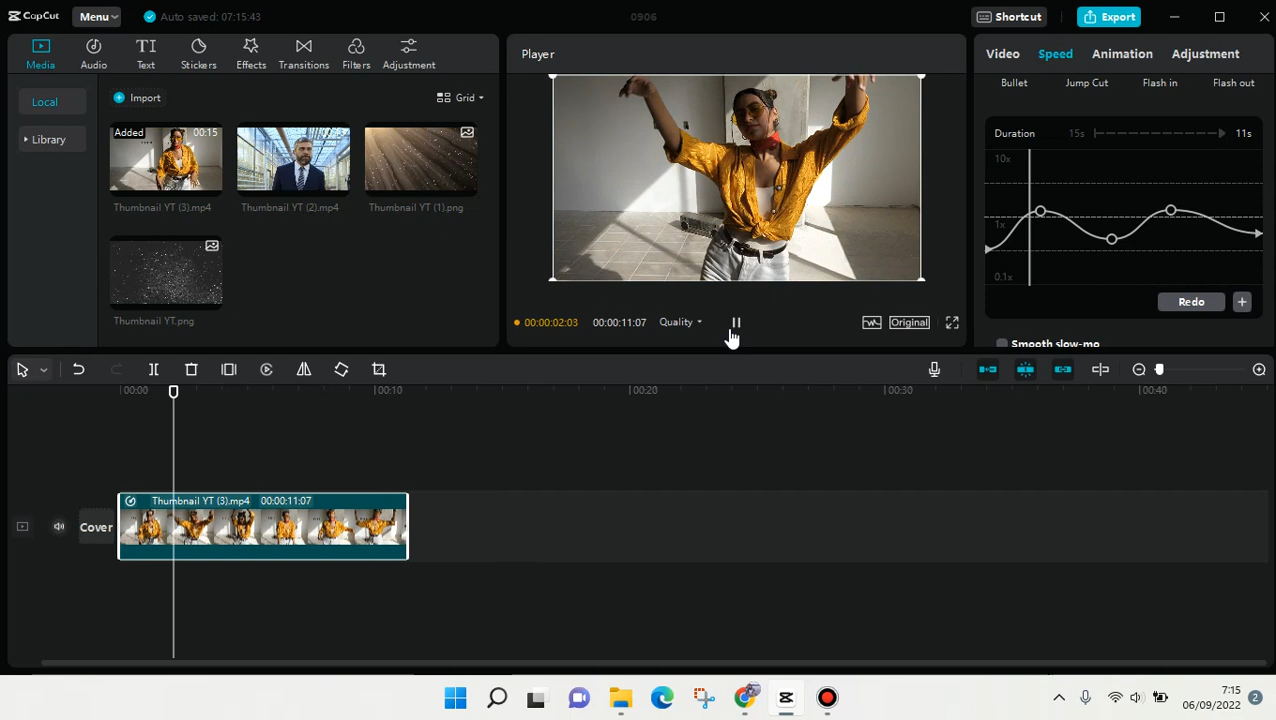 CapCut
Menu
Auto saved: 07:15:43
0906
Shortcut
Export
Media
Audio
Text
Stickers
Effects
Transitions
Filters
Adjustment
Player
Video
Speed
Animation
Adjustment
Local
Library
Import
Grid
Added 00:15
Thumbnail YT (3).mp4
Thumbnail YT (2).mp4
Thumbnail YT (1).png
Thumbnail YT.png
00:00:02:03
00:00:11:07
Quality
Original
Bullet
Jump Cut
Flash in
Flash out
Duration
15s
11s
10x
1x
0.1x
Redo
Smooth slow-mo
00:00
00:10
00:20
00:30
00:40
Cover
Thumbnail YT (3).mp4 00:00:11:07
7:15
06/09/2022
2